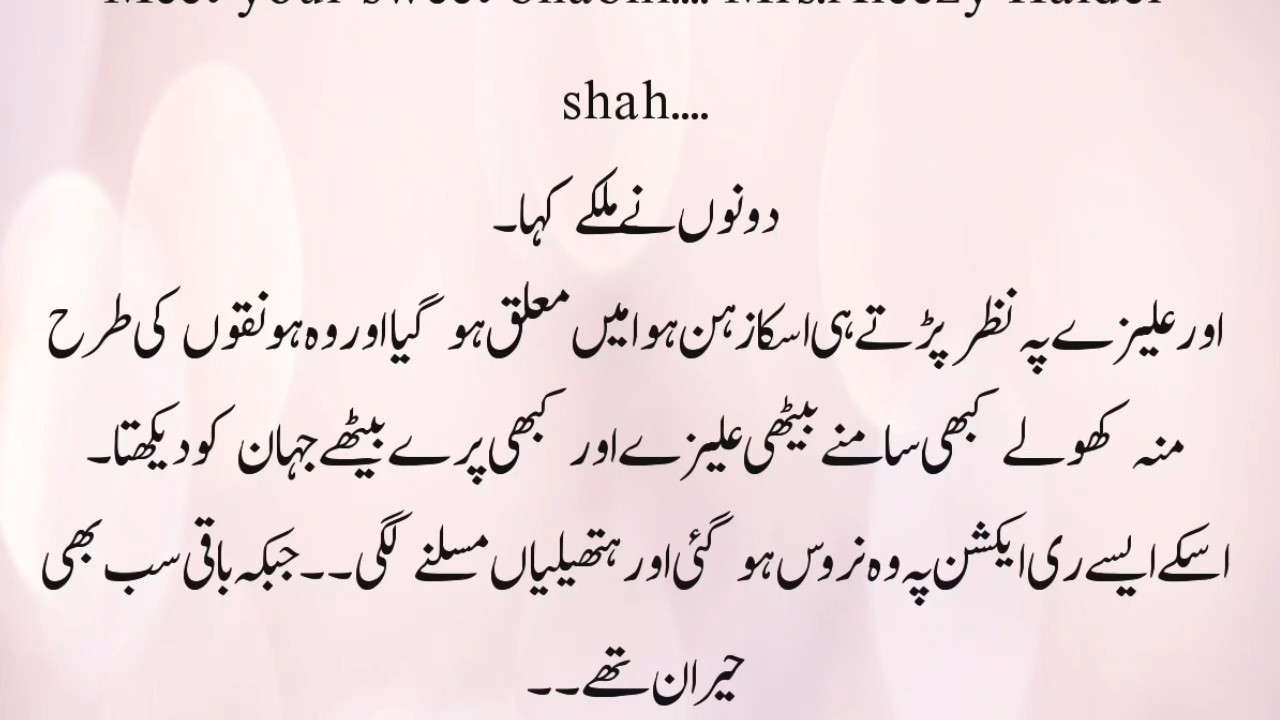 Meet your sweet bhabhi.... Mrs.Aleezy Haider
shah....
دونوں نے ملکے کہا۔
اور علیزے پہ نظر پڑتے ہی اسکا زہن ہوا میں معلق ہو گیا اور وہ ہونقوں کی طرح
منہ کھولے کبھی سامنے بیٹھی علیزے اور کبھی پرے بیٹھے جہان کو دیکھتا۔
اسکے ایسے ری ایکشن پہ وہ نروس ہو گئی اور ہتھیلیاں مسلنے لگی۔۔ جبکہ باقی سب بھی
حیران تھے۔۔